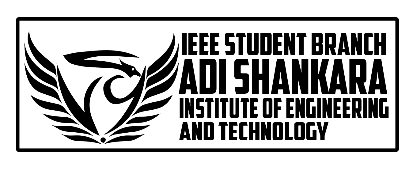 IEEE STUDENT BRANCH
ADI SHANKARA
INSTITUTE OF ENGINEERING
AND TECHNOLOGY